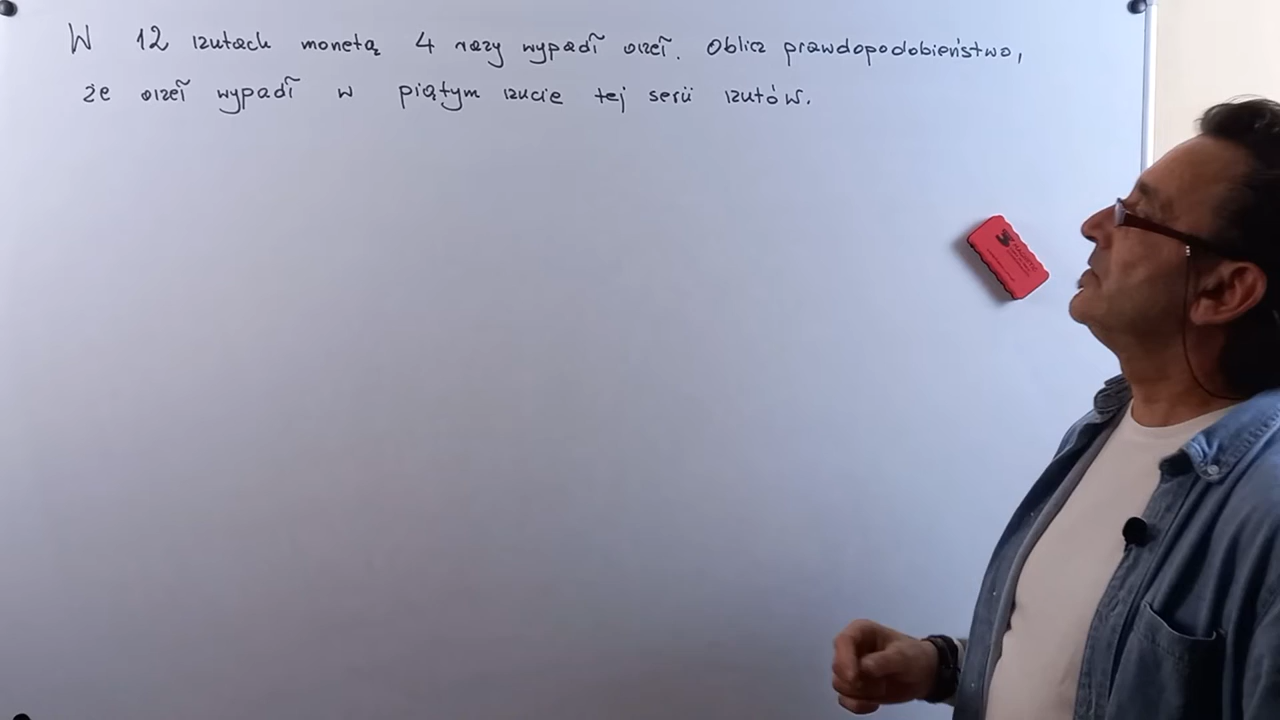 W 12 rzutach monetą 4 razy wypadł orzeł. Oblicz prawdopodobieństwo,
że orzeł wypadł w piątym rzucie tej serii rzutów.